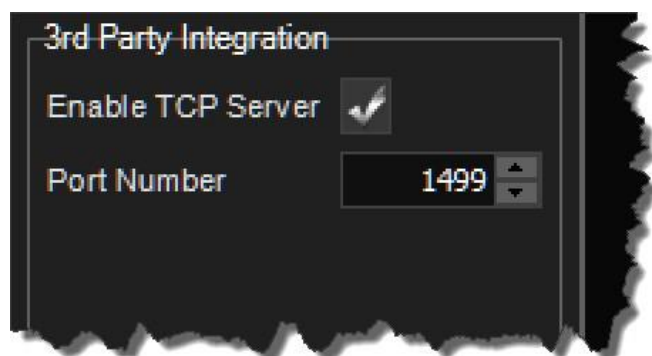 3rd Party Integration
Enable TCP Server
Port Number 1499